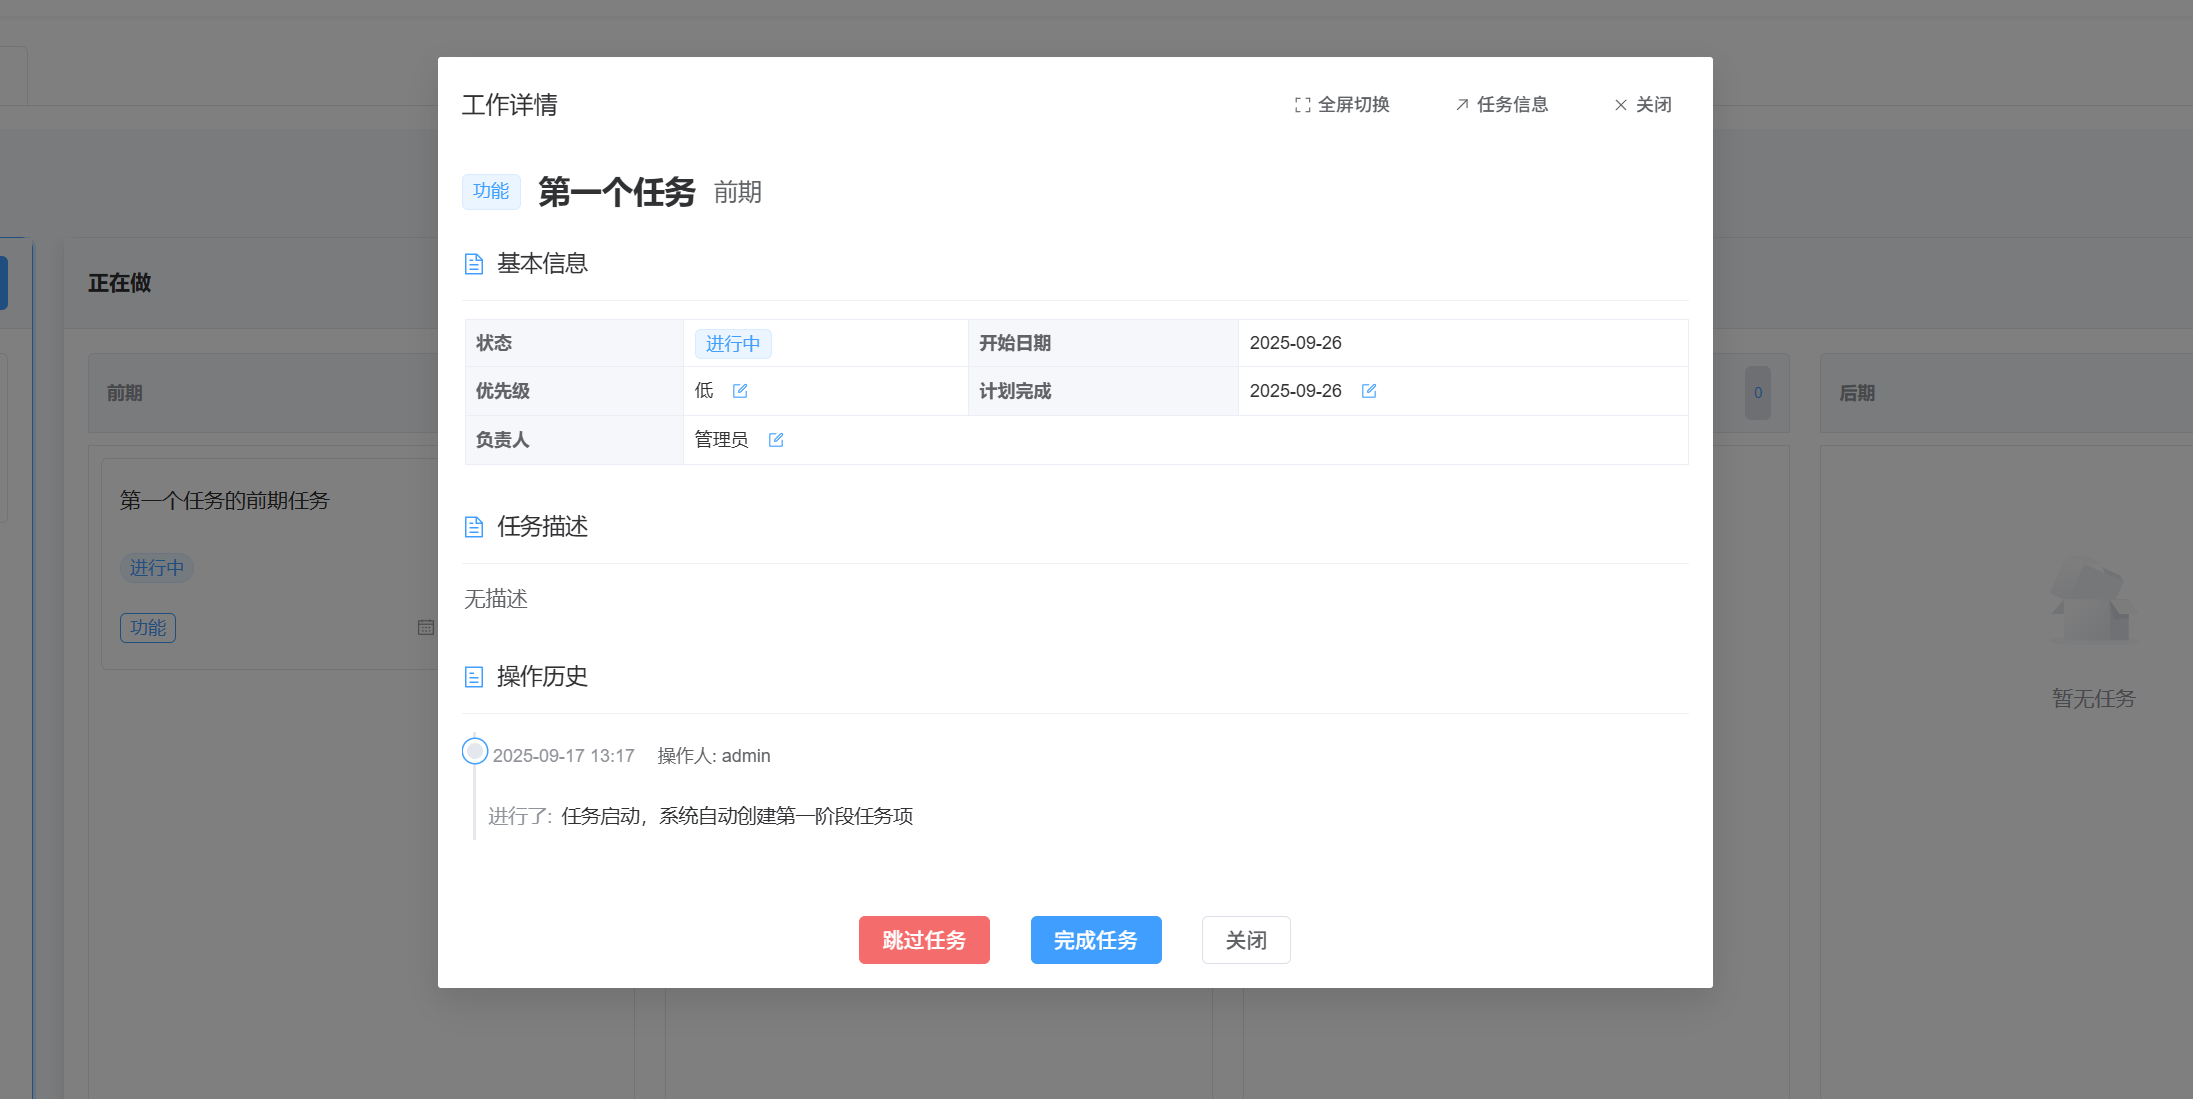 工作详情
全屏切换
任务信息
关闭
功能 第一个任务 前期
基本信息
状态 进行中 开始日期 2025-09-26
优先级 低 计划完成 2025-09-26
负责人 管理员
任务描述
无描述
操作历史
2025-09-17 13:17 操作人: admin
进行了: 任务启动，系统自动创建第一阶段任务项
跳过任务 完成任务 关闭
正在做
前期
第一个任务的前期任务
进行中
功能
0
后期
暂无任务